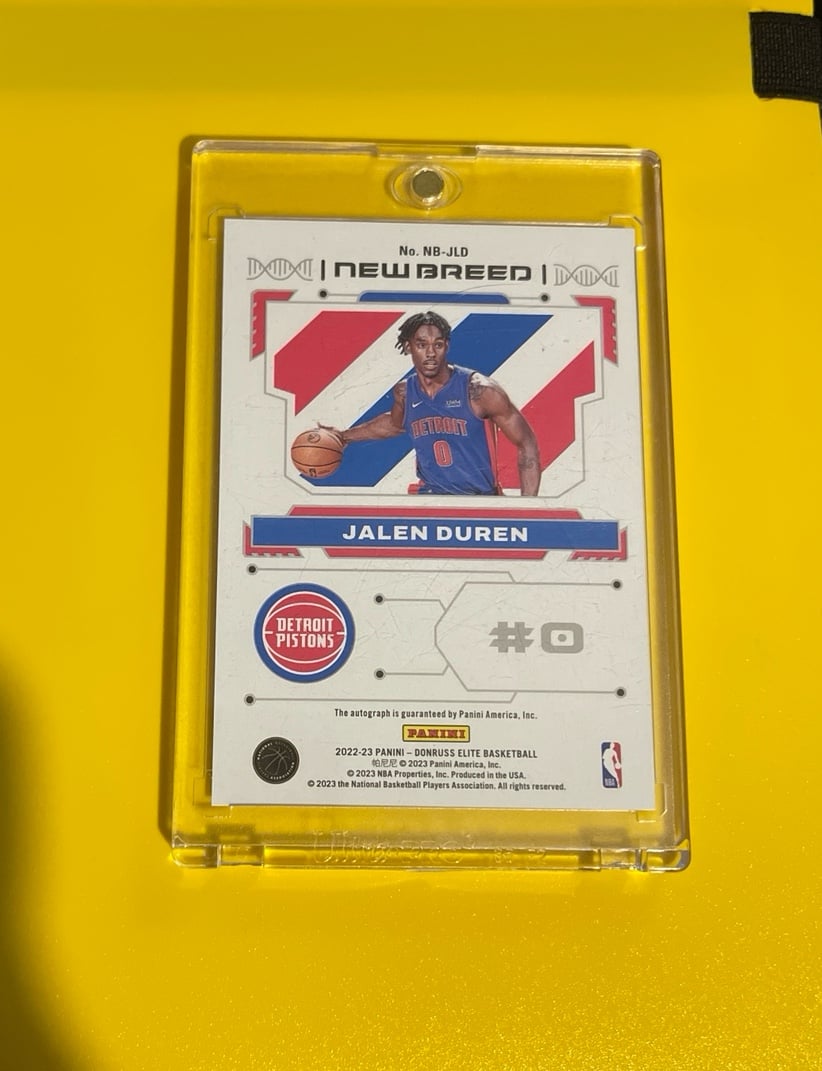 No. NB-JLD
NEW BREED
DETROIT
0
JALEN DUREN
DETROIT
PISTONS
#0
The autograph is guaranteed by Panini America, Inc.
PANINI
2022-23 PANINI – DONRUSS ELITE BASKETBALL
帕尼尼 © 2023 Panini America, Inc.
© 2023 NBA Properties, Inc. Produced in the USA.
© 2023 the National Basketball Players Association. All rights reserved.
NBA